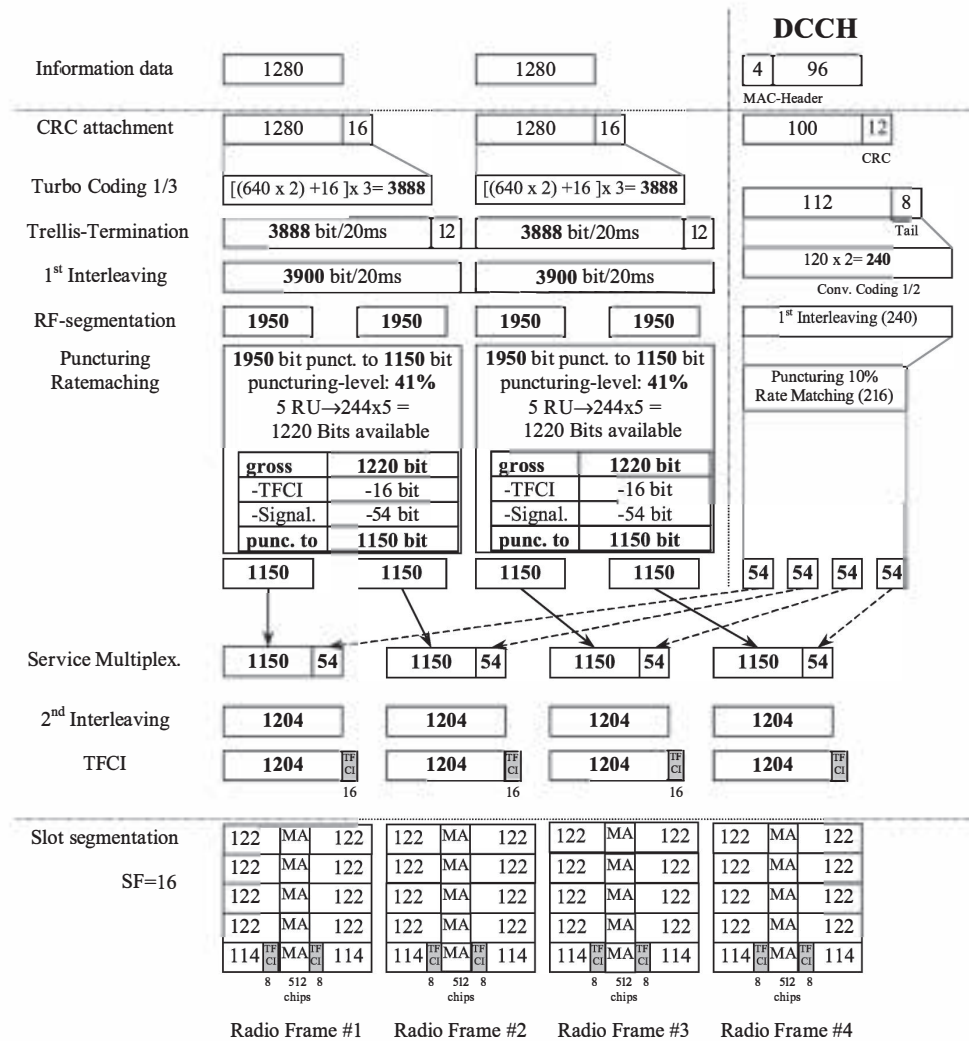 DCCH
Information data 1280 1280 4 96
MAC-Header
CRC attachment 1280 16 1280 16 100 12
CRC
Turbo Coding 1/3 [(640 x 2) +16 ]x 3= 3888 [(640 x 2) +16 ]x 3= 3888
112 8
Trellis-Termination 3888 bit/20ms 12 3888 bit/20ms 12
Tail
120 x 2= 240
1st Interleaving 3900 bit/20ms 3900 bit/20ms
Conv. Coding 1/2
RF-segmentation 1950 1950 1950 1950 1st Interleaving (240)
Puncturing
Ratemaching
1950 bit punct. to 1150 bit
puncturing-level: 41%
5 RU→244x5 =
1220 Bits available
gross 1220 bit
-TFCI -16 bit
-Signal. -54 bit
punc. to 1150 bit
1950 bit punct. to 1150 bit
puncturing-level: 41%
5 RU→244x5 =
1220 Bits available
gross 1220 bit
-TFCI -16 bit
-Signal. -54 bit
punc. to 1150 bit
Puncturing 10%
Rate Matching (216)
1150 1150 1150 1150 54 54 54 54
Service Multiplex. 1150 54 1150 54 1150 54 1150 54
2nd Interleaving 1204 1204 1204 1204
TFCI 1204 TF CI 1204 TF CI 1204 TF CI 1204 TF CI
16 16 16
Slot segmentation
SF=16
122 MA 122 122 MA 122 122 MA 122 122 MA 122
122 MA 122 122 MA 122 122 MA 122 122 MA 122
122 MA 122 122 MA 122 122 MA 122 122 MA 122
122 MA 122 122 MA 122 122 MA 122 122 MA 122
114 TF CI MA TF CI 114 114 TF CI MA TF CI 114 114 TF CI MA TF CI 114 114 TF CI MA TF CI 114
8 512 8 8 512 8 8 512 8 8 512 8
chips chips chips chips
Radio Frame #1 Radio Frame #2 Radio Frame #3 Radio Frame #4